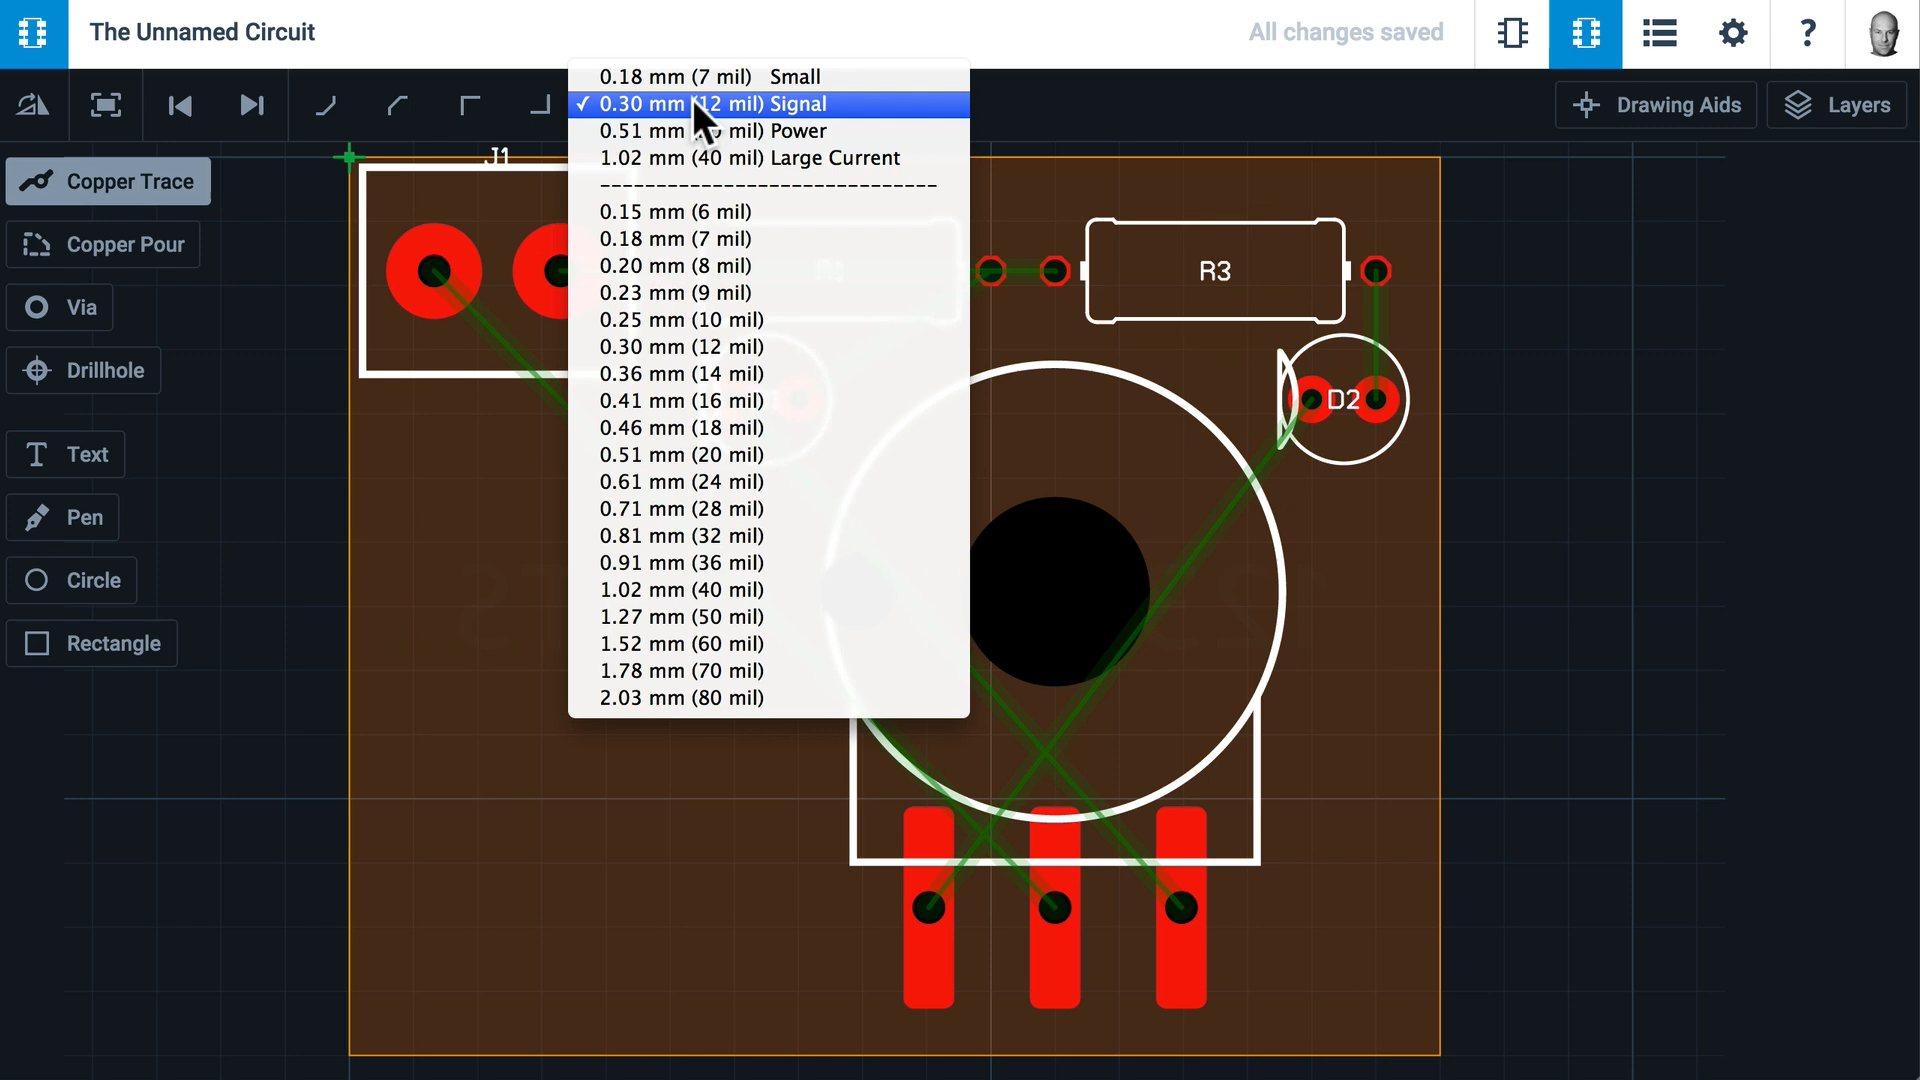 The Unnamed Circuit
All changes saved
?
Drawing Aids
Layers
0.18 mm (7 mil) Small
✓ 0.30 mm (12 mil) Signal
0.51 mm mil) Power
1.02 mm (40 mil) Large Current
------------------------------
0.15 mm (6 mil)
0.18 mm (7 mil)
0.20 mm (8 mil)
0.23 mm (9 mil)
0.25 mm (10 mil)
0.30 mm (12 mil)
0.36 mm (14 mil)
0.41 mm (16 mil)
0.46 mm (18 mil)
0.51 mm (20 mil)
0.61 mm (24 mil)
0.71 mm (28 mil)
0.81 mm (32 mil)
0.91 mm (36 mil)
1.02 mm (40 mil)
1.27 mm (50 mil)
1.52 mm (60 mil)
1.78 mm (70 mil)
2.03 mm (80 mil)
Copper Trace
Copper Pour
Via
Drillhole
Text
Pen
Circle
Rectangle
J1
R3
D2